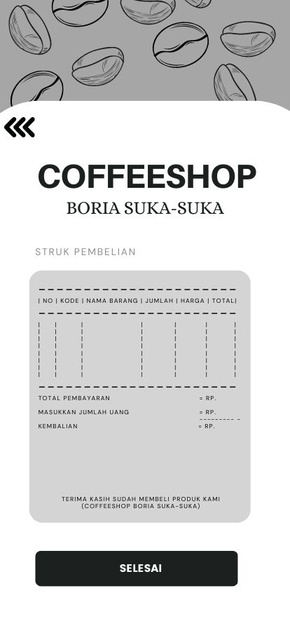 COFFEESHOP
BORIA SUKA-SUKA
STRUK PEMBELIAN
| NO | KODE | NAMA BARANG | JUMLAH | HARGA | TOTAL|
TOTAL PEMBAYARAN = RP.
MASUKKAN JUMLAH UANG = RP.
KEMBALIAN = RP.
TERIMA KASIH SUDAH MEMBELI PRODUK KAMI
(COFFEESHOP BORIA SUKA-SUKA)
SELESAI